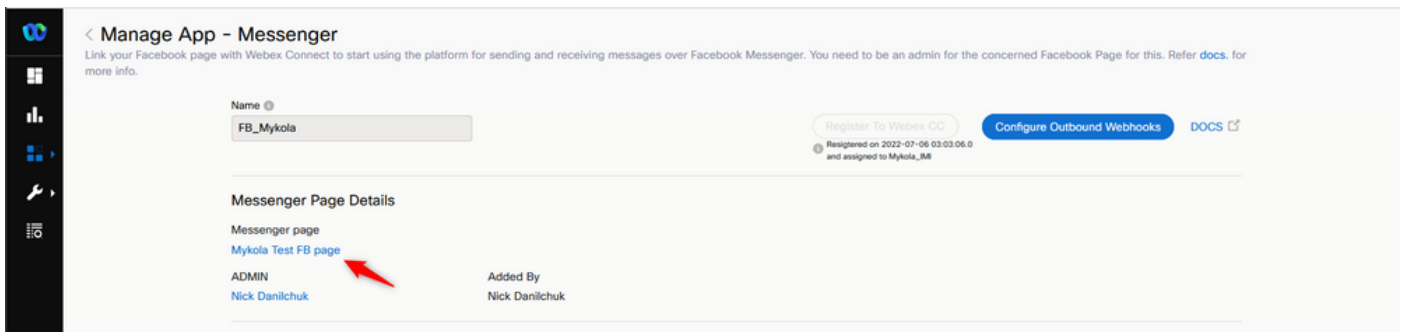 Manage App - Messenger
Link your Facebook page with Webex Connect to start using the platform for sending and receiving messages over Facebook Messenger. You need to be an admin for the concerned Facebook Page for this. Refer docs. for
more info.
Name
FB_Mykola
Register To Webex CC
Configure Outbound Webhooks
DOCS
Resigtered on 2022-07-06 03:03:06.0
and assigned to Mykola_IMI
Messenger Page Details
Messenger page
Mykola Test FB page
ADMIN
Added By
Nick Danilchuk
Nick Danilchuk